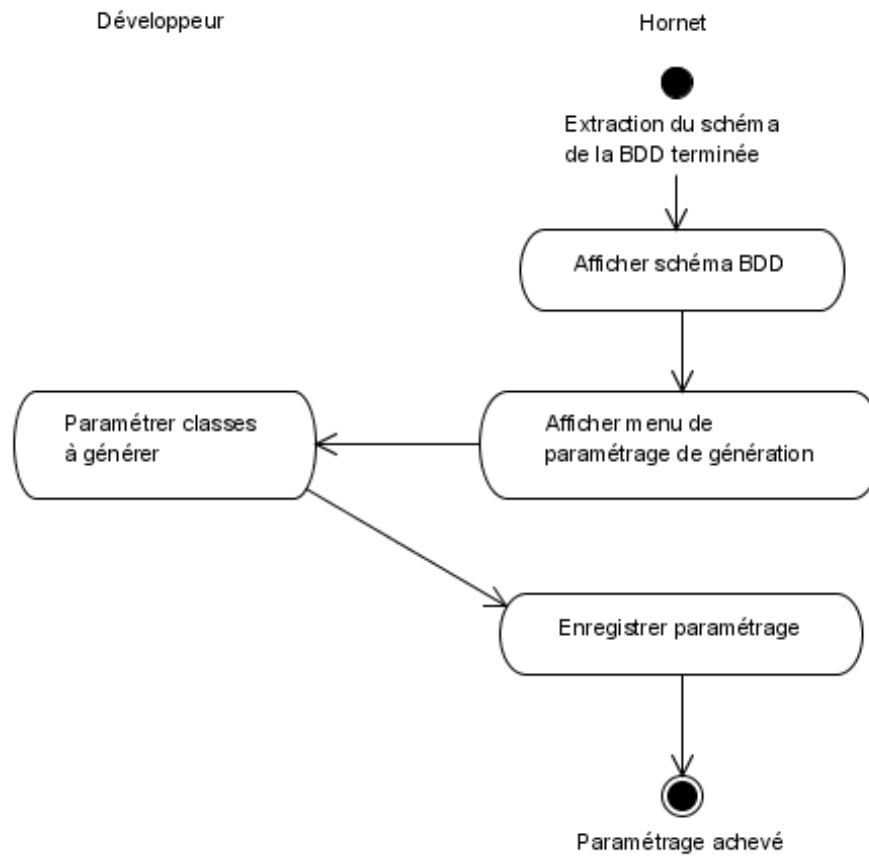 Développeur
Hornet
Extraction du schéma
de la BDD terminée
Afficher schéma BDD
Paramétrer classes
à générer
Afficher menu de
paramétrage de génération
Enregistrer paramétrage
Paramétrage achevé